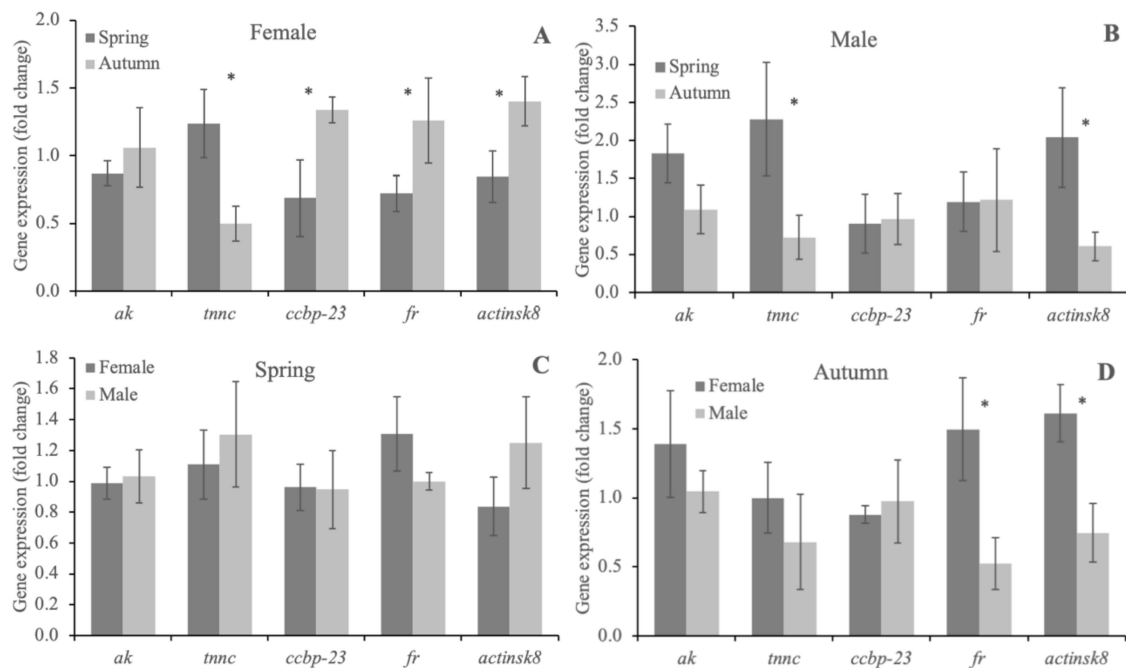 Female
A
Spring
Autumn
Gene expression (fold change)
2.0
1.5
1.0
0.5
0.0
*
*
*
*
ak
tnnc
ccbp-23
fr
actinsk8
Male
B
Spring
Autumn
Gene expression (fold change)
3.5
3.0
2.5
2.0
1.5
1.0
0.5
0.0
*
*
ak
tnnc
ccbp-23
fr
actinsk8
Spring
C
Female
Male
Gene expression (fold change)
1.8
1.6
1.4
1.2
1.0
0.8
0.6
0.4
0.2
0.0
ak
tnnc
ccbp-23
fr
actinsk8
Autumn
D
Female
Male
Gene expression (fold change)
2.0
1.5
1.0
0.5
0.0
*
*
ak
tnnc
ccbp-23
fr
actinsk8